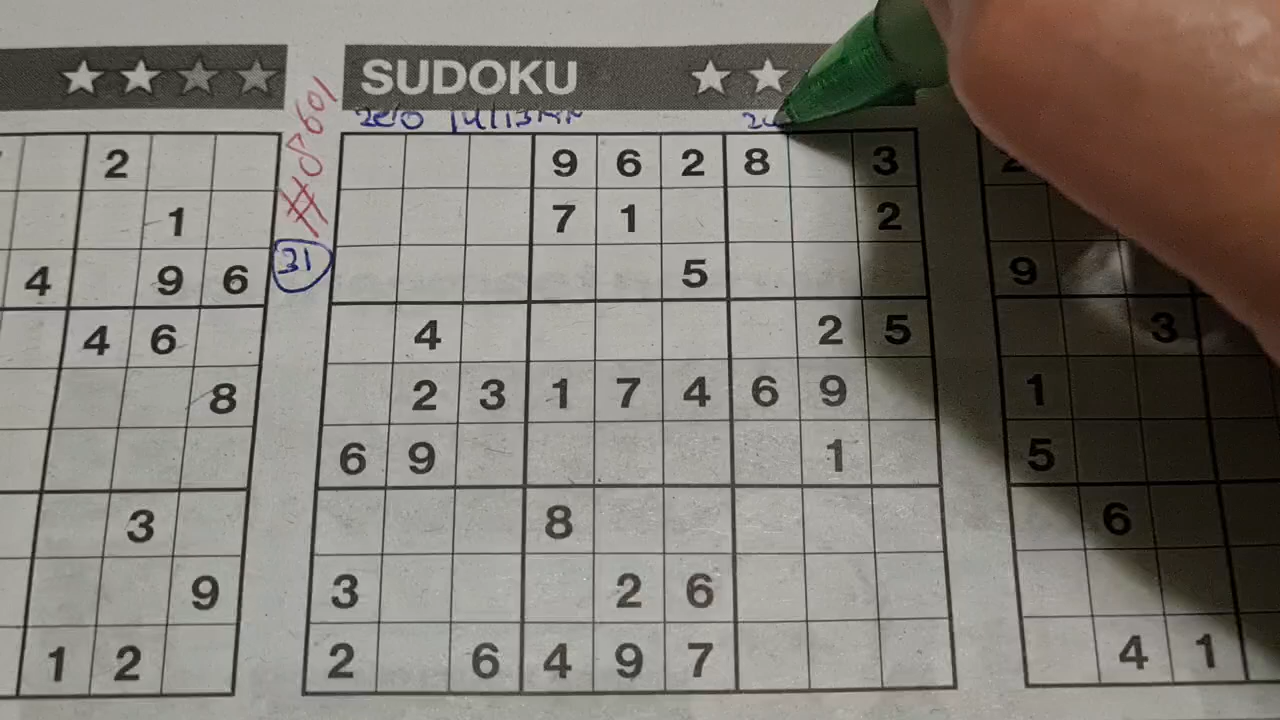 SUDOKU
#08601
31
2
1
4 9 6
4 6
8
3
9
1 2
9 6 2 8 3
7 1 2
5
4 2 5
2 3 1 7 4 6 9
6 9 1
8
3 2 6
2 6 4 9 7
9
3
1
5
6
4 1